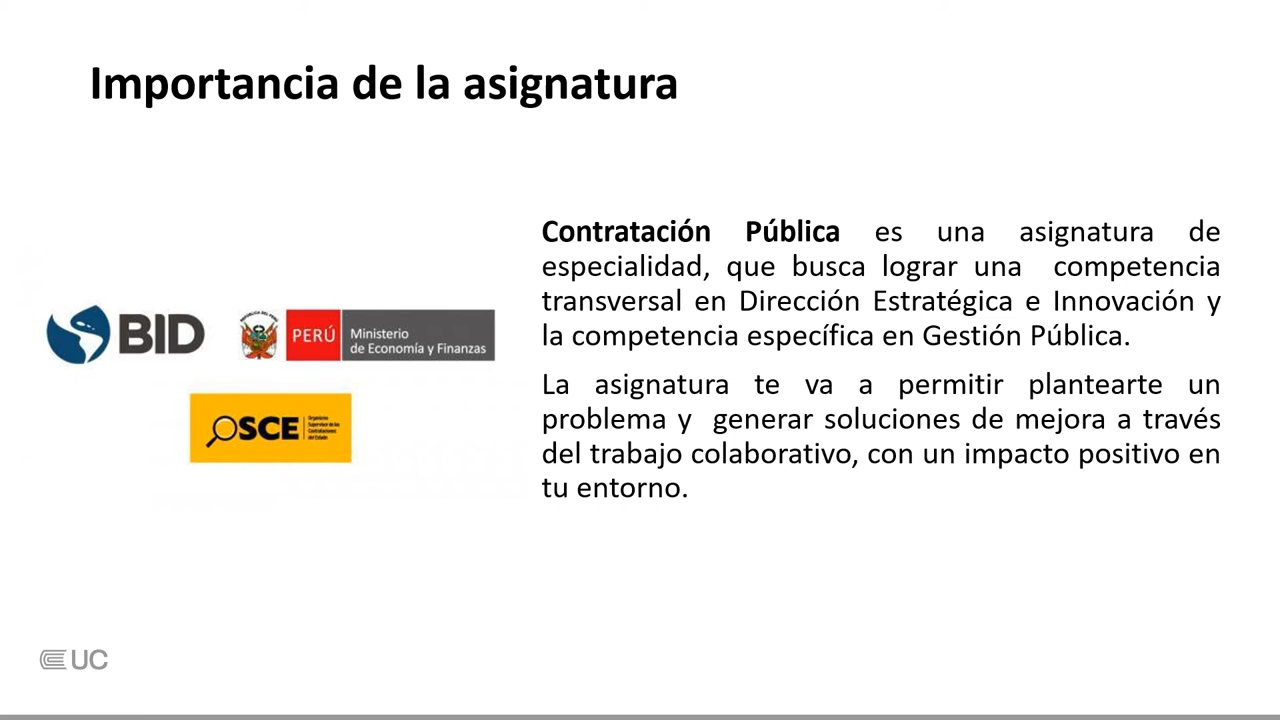 Importancia de la asignatura
Contratación Pública es una asignatura de
especialidad, que busca lograr una competencia
transversal en Dirección Estratégica e Innovación y
la competencia específica en Gestión Pública.
La asignatura te va a permitir plantearte un
problema y generar soluciones de mejora a través
del trabajo colaborativo, con un impacto positivo en
tu entorno.
BID
REPÚBLICA DEL PERÚ
PERÚ
Ministerio
de Economía y Finanzas
OSCE
Organismo
Supervisor de las
Contrataciones
del Estado
UC